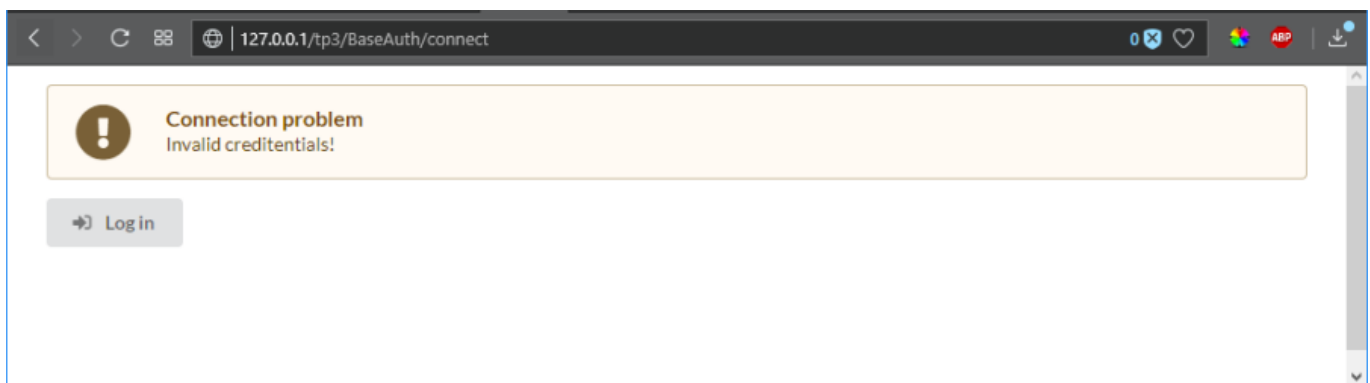 127.0.0.1/tp3/BaseAuth/connect
0
ABP
Connection problem
Invalid creditentials!
Log in